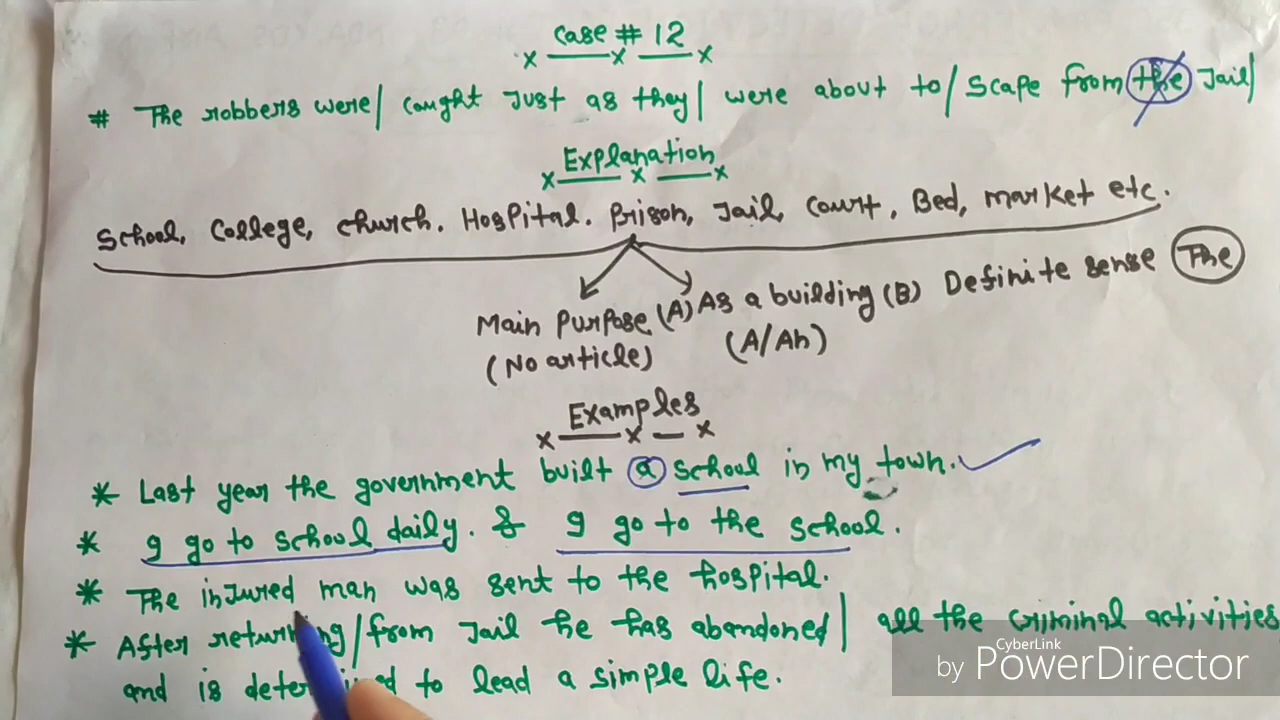 Case # 12
# The robbers were/ caught Just as they/ were about to/ Scape from the Jail/
Explanation
School, College, church. Hospital. Prison, Jail, Court, Bed, market etc.
Main Purpose (A) As a building (B) Definite sense The
(No article) (A/An)
Examples
* Last year the government built a school in my town.
* I go to school daily. & I go to the school.
* The injured man was sent to the hospital.
* After returning/from Jail he has abandoned/ all the criminal activities
and is determined to lead a simple life.
CyberLink
by PowerDirector